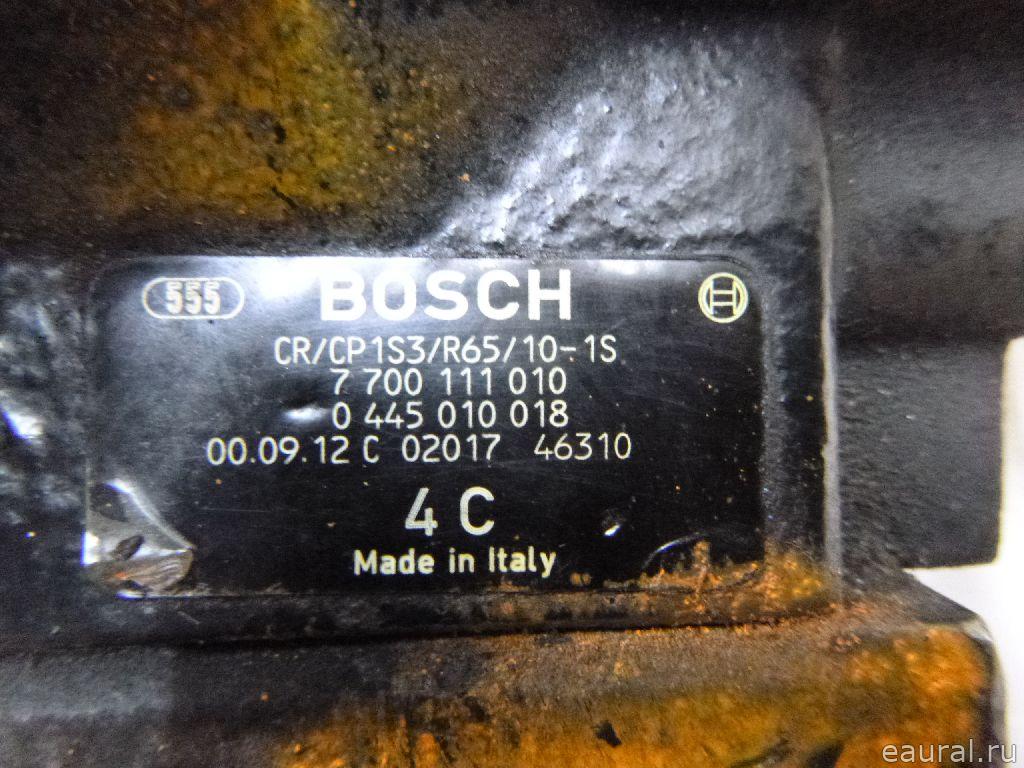 555 BOSCH
CR/CP1S3/R65/10-1S
7 700 111 010
0 445 010 018
00.09.12 C 02017 46310
4 C
Made in Italy
eaural.ru